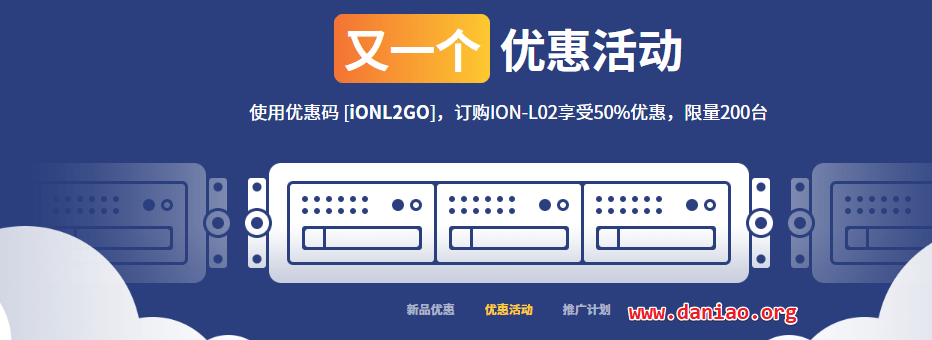 又一个 优惠活动
使用优惠码 [iONL2GO]，订购ION-L02享受50%优惠，限量200台
新品优惠 优惠活动 推广计划 www.daniao.org